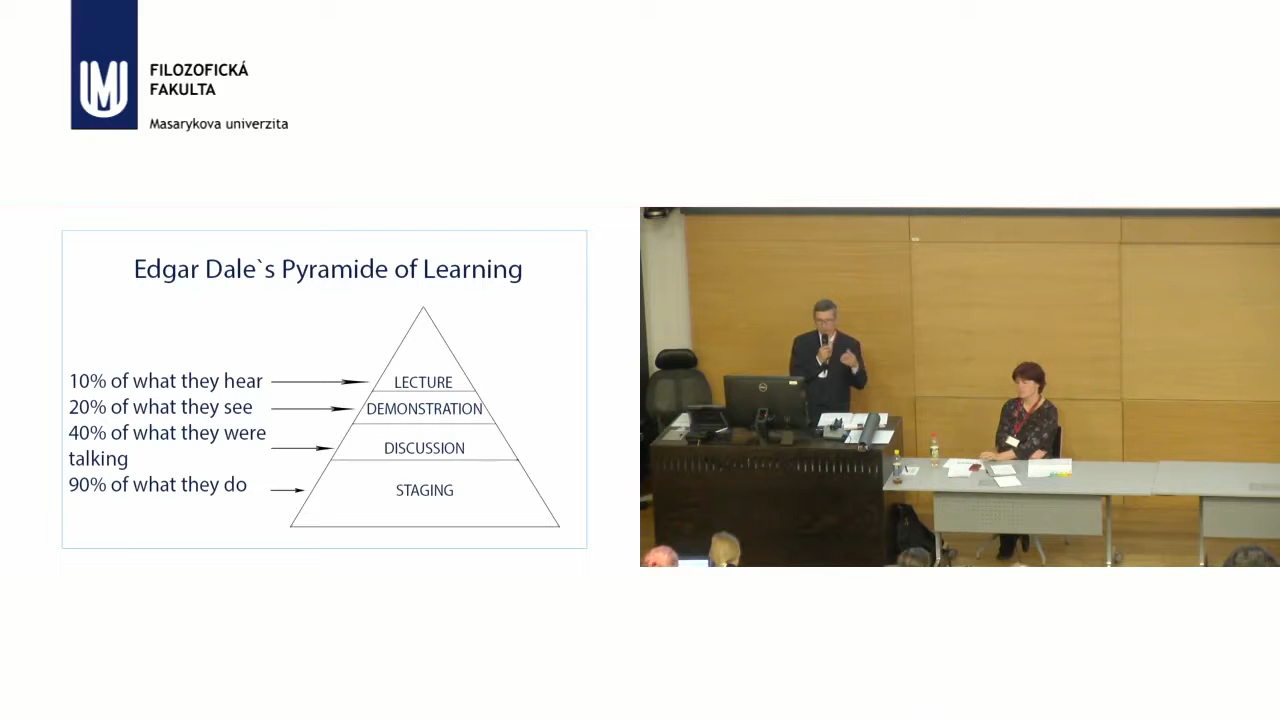 FILOZOFICKÁ
FAKULTA
Masarykova univerzita
Edgar Dale`s Pyramide of Learning
10% of what they hear
20% of what they see
40% of what they were
talking
90% of what they do
LECTURE
DEMONSTRATION
DISCUSSION
STAGING
DELL